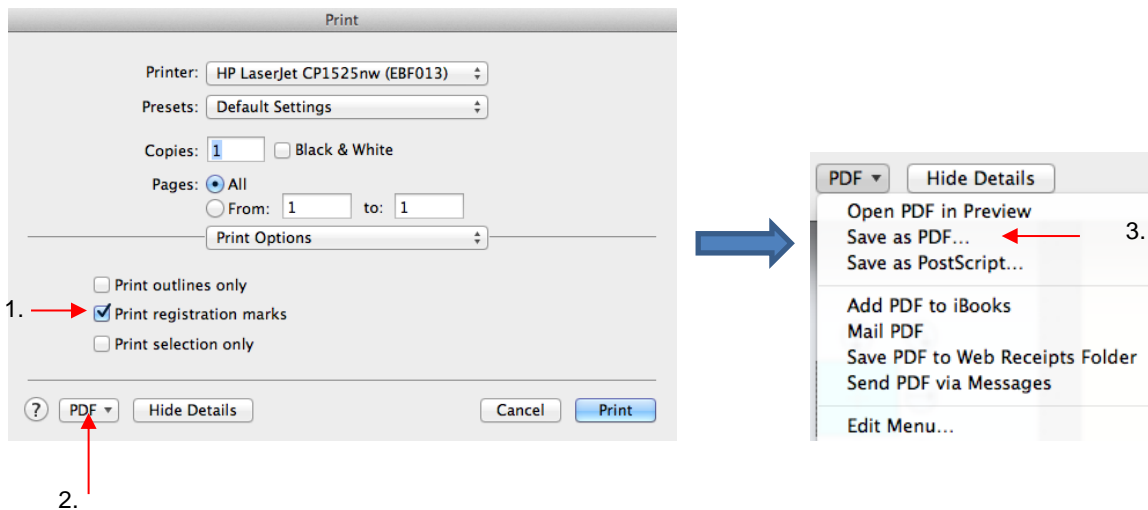 Print
Printer: HP LaserJet CP1525nw (EBF013)
Presets: Default Settings
Copies: 1 Black & White
Pages: All
From: 1 to: 1
Print Options
Print outlines only
1. Print registration marks
Print selection only
? PDF Hide Details Cancel Print
2.
PDF Hide Details
Open PDF in Preview
Save as PDF... 3.
Save as PostScript...
Add PDF to iBooks
Mail PDF
Save PDF to Web Receipts Folder
Send PDF via Messages
Edit Menu...